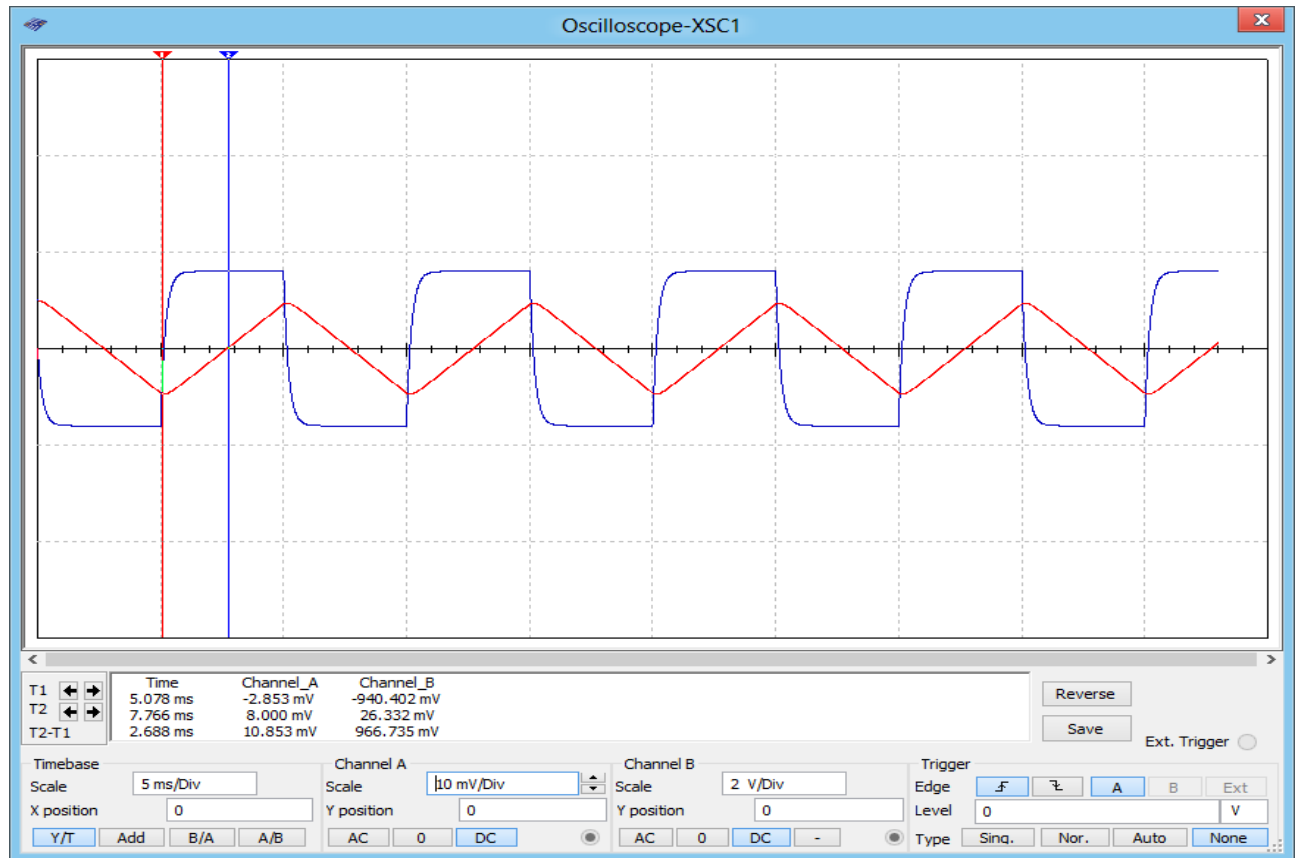 Oscilloscope-XSC1
1 2
Time Channel_A Channel_B
T1 5.078 ms -2.853 mV -940.402 mV
T2 7.766 ms 8.000 mV 26.332 mV
T2-T1 2.688 ms 10.853 mV 966.735 mV
Reverse
Save
Ext. Trigger
Timebase Channel A Channel B Trigger
Scale 5 ms/Div Scale 10 mV/Div Scale 2 V/Div Edge A B Ext
X position 0 Y position 0 Y position 0 Level 0 V
Y/T Add B/A A/B AC 0 DC AC 0 DC - Type Sing. Nor. Auto None